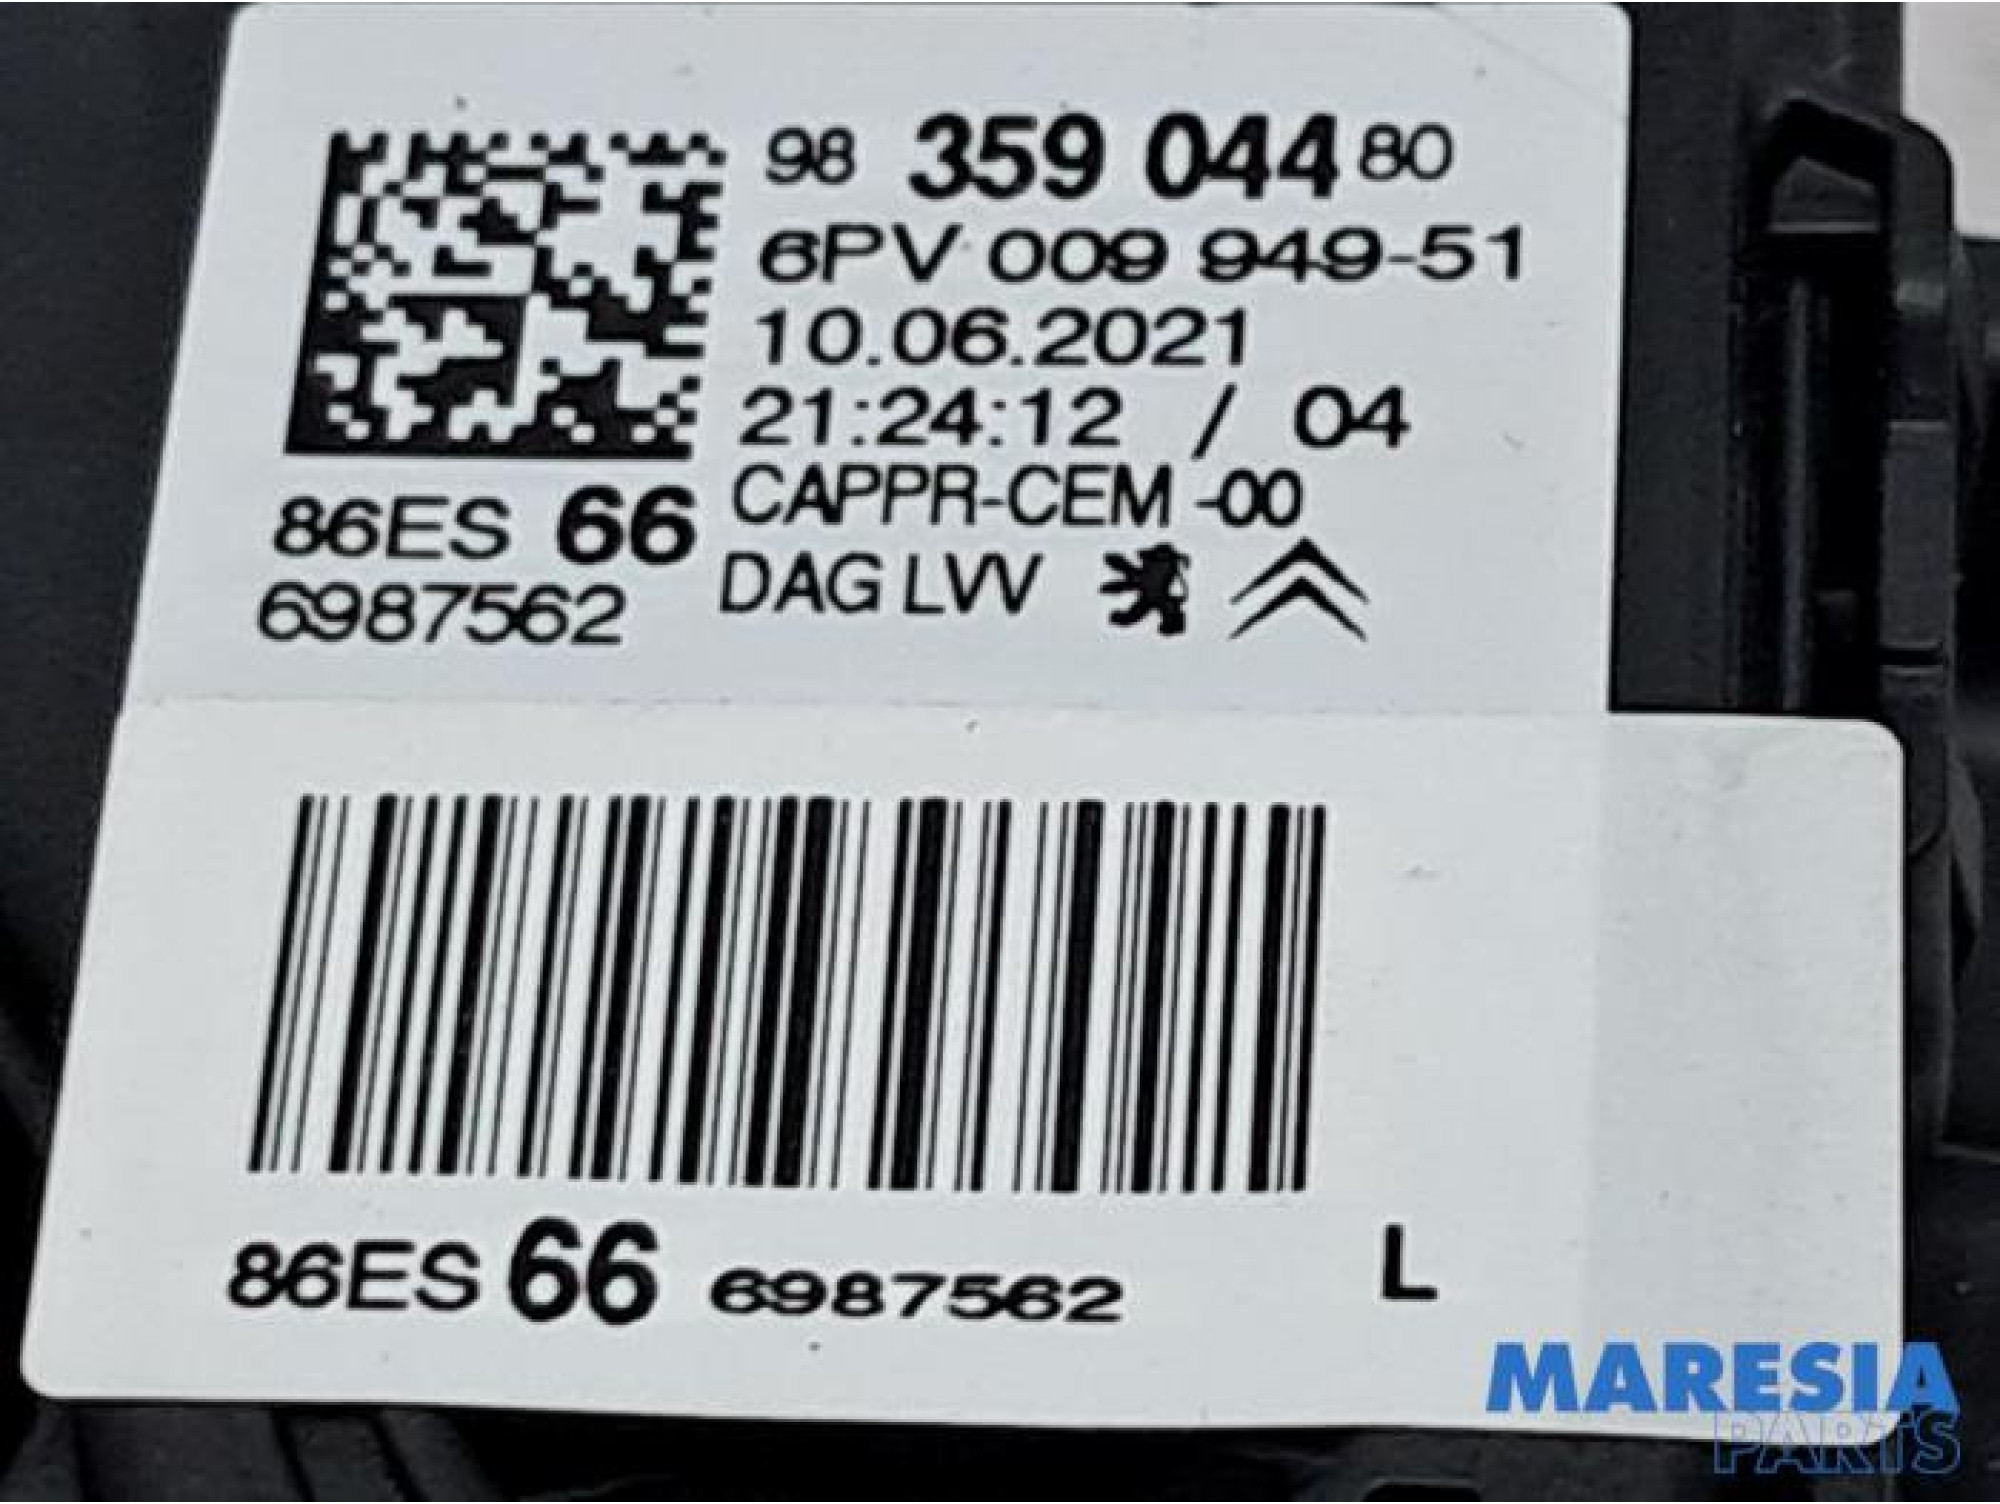 98 359 044 80
6PV 009 949-51
10.06.2021
21:24:12 / 04
CAPPR-CEM -00
86ES 66
DAG LVV
6987562
86ES 66 6987562 L
MARESIA
PARTS